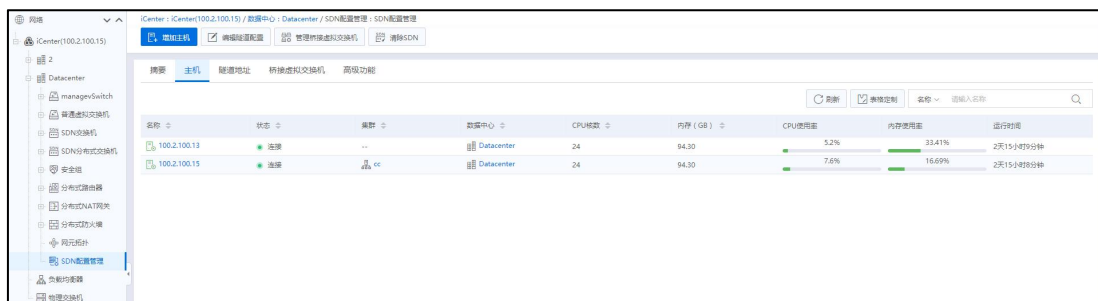 网络
iCenter(100.2.100.15)
2
Datacenter
managevSwitch
普通虚拟交换机
SDN交换机
SDN分布式交换机
安全组
分布式路由器
分布式NAT网关
分布式防火墙
网元拓扑
SDN配置管理
负载均衡器
物理交换机
iCenter : iCenter(100.2.100.15) / 数据中心 : Datacenter / SDN配置管理 : SDN配置管理
增加主机 编辑隧道配置 管理桥接虚拟交换机 清除SDN
摘要 主机 隧道地址 桥接虚拟交换机 高级功能
刷新 表格定制 名称 请输入名称
名称 状态 集群 数据中心 CPU核数 内存 ( GB ) CPU使用率 内存使用率 运行时间
100.2.100.13 连接 -- Datacenter 24 94.30 5.2% 33.41% 2天15小时9分钟
100.2.100.15 连接 cc Datacenter 24 94.30 7.6% 16.69% 2天15小时8分钟